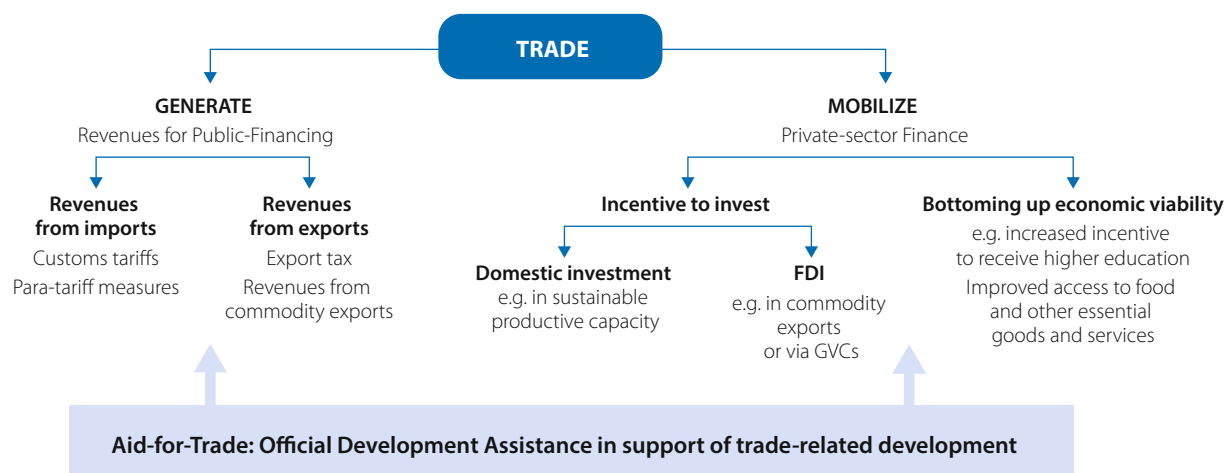 TRADE
GENERATE
Revenues for Public-Financing
MOBILIZE
Private-sector Finance
Revenues
from imports
Customs tariffs
Para-tariff measures
Revenues
from exports
Export tax
Revenues from
commodity exports
Incentive to invest
Domestic investment
e.g. in sustainable
productive capacity
FDI
e.g. in commodity
exports
or via GVCs
Bottoming up economic viability
e.g. increased incentive
to receive higher education
Improved access to food
and other essential
goods and services
Aid-for-Trade: Official Development Assistance in support of trade-related development